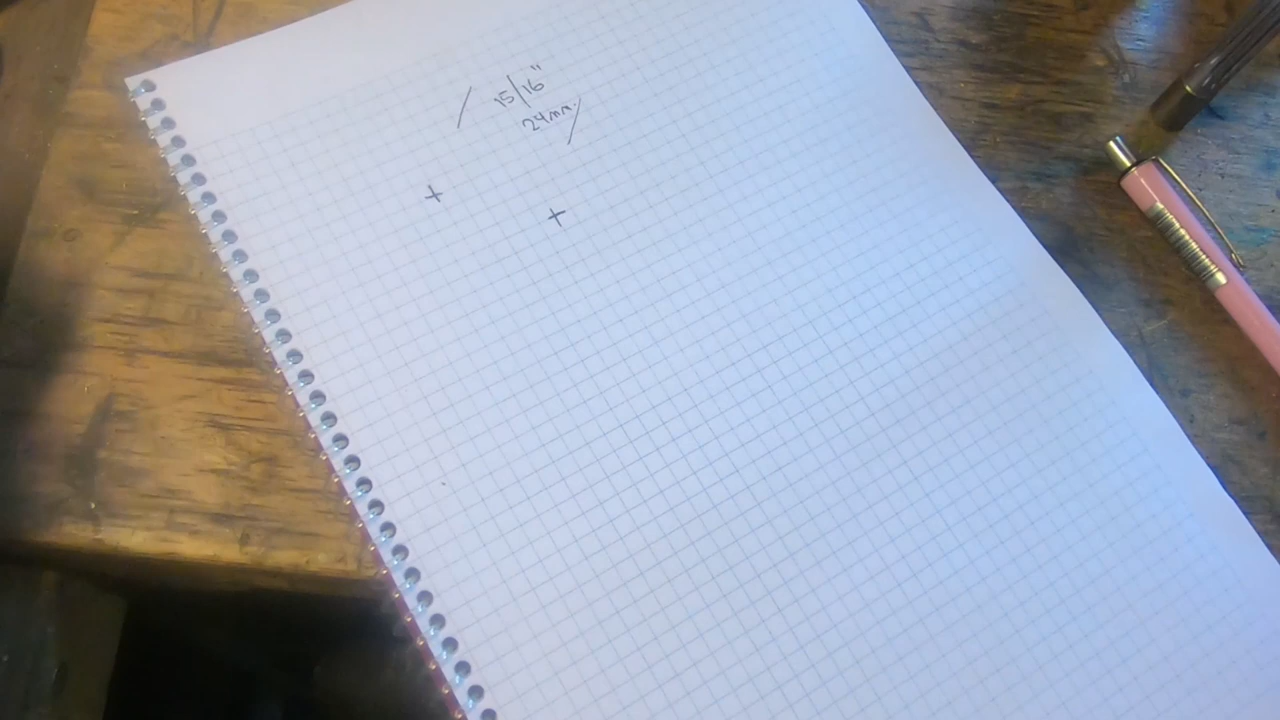 15/16"
24mm.
+
+